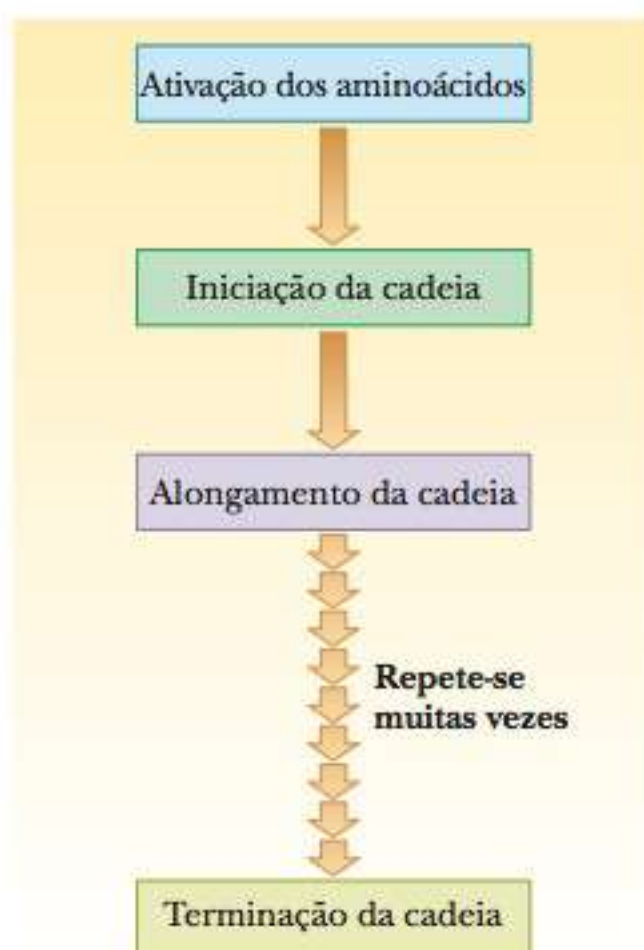 Ativação dos aminoácidos
Iniciação da cadeia
Alongamento da cadeia
Repete-se
muitas vezes
Terminação da cadeia